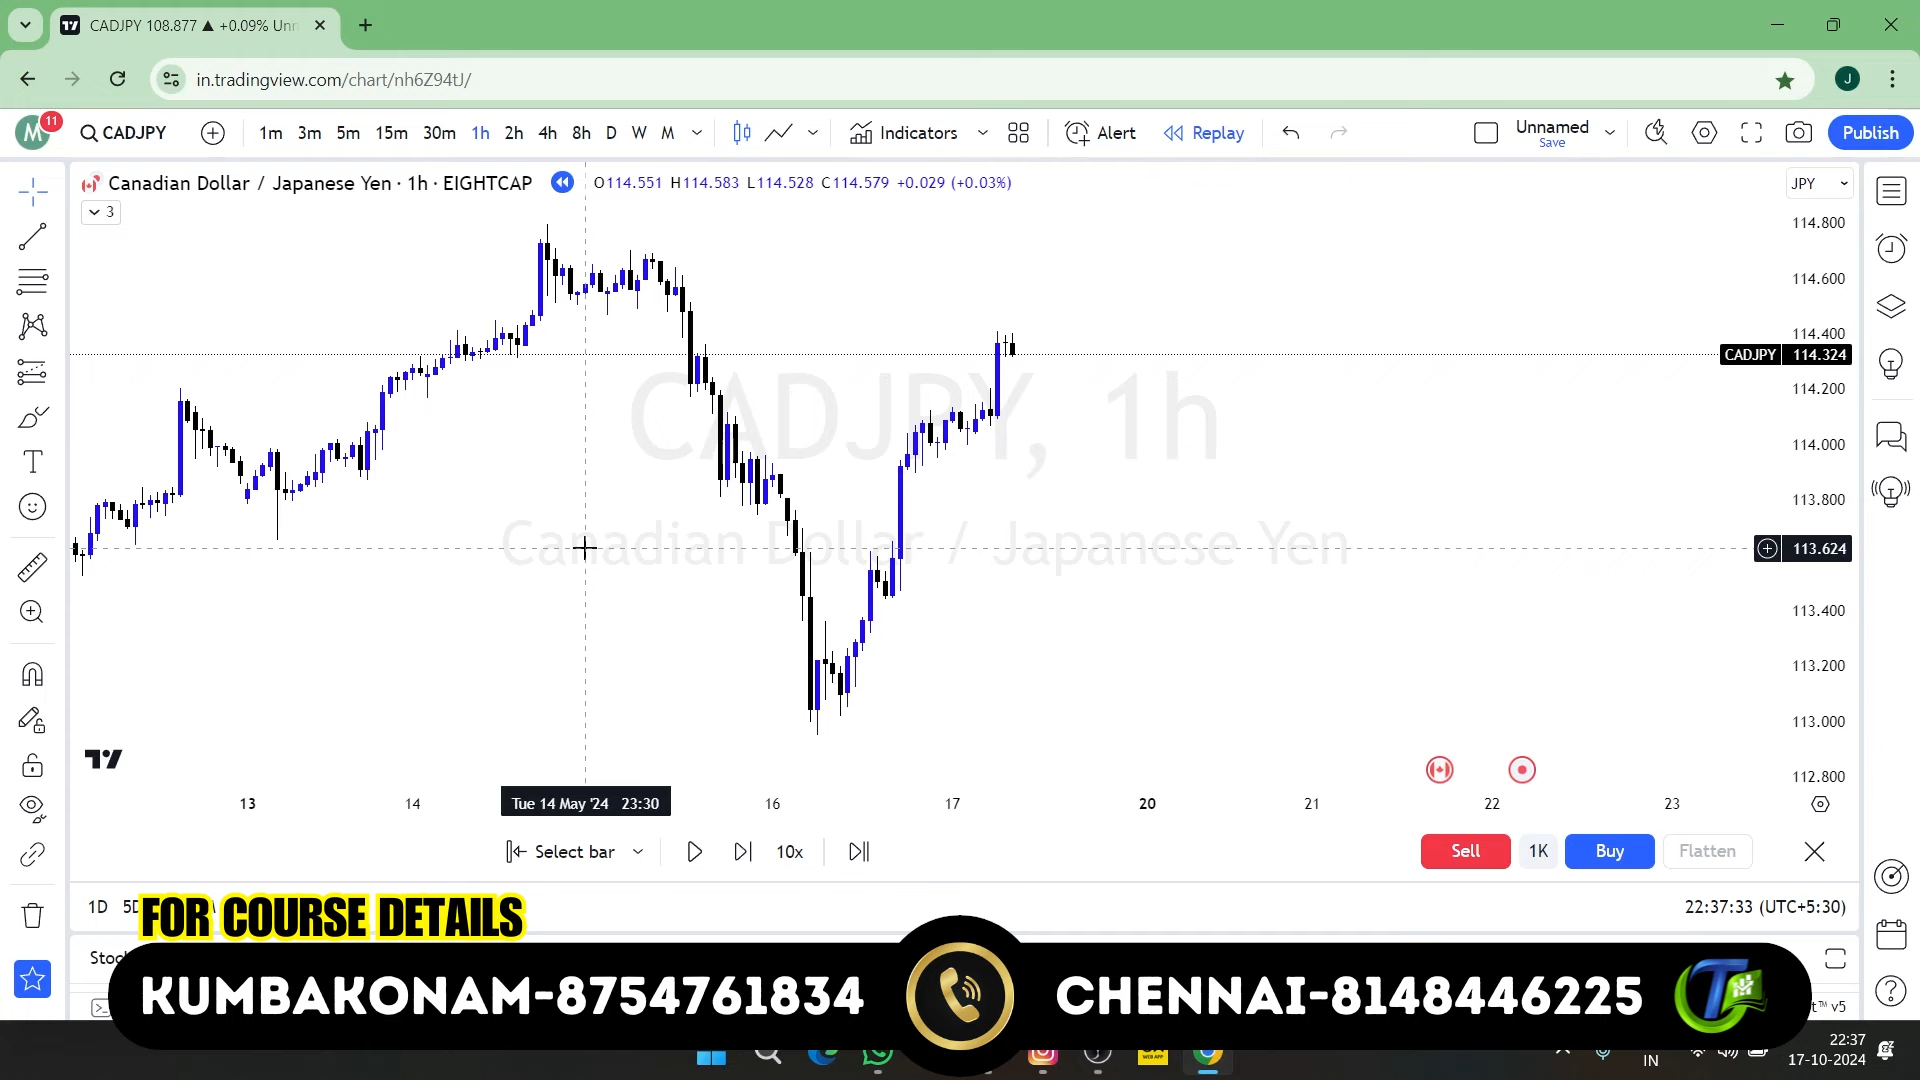 CADJPY 108.877 ▲ +0.09% Unn
in.tradingview.com/chart/nh6Z94tJ/
M 11 CADJPY 1m 3m 5m 15m 30m 1h 2h 4h 8h D W M Indicators Alert Replay Unnamed Save Publish
J
Canadian Dollar / Japanese Yen · 1h · EIGHTCAP O114.551 H114.583 L114.528 C114.579 +0.029 (+0.03%) JPY
3
114.800
114.600
114.400
CADJPY 114.324
114.200
114.000
113.800
113.624
113.400
113.200
113.000
112.800
CADJPY, 1h
Canadian Dollar / Japanese Yen
13 14 Tue 14 May '24 23:30 16 17 20 21 22 23
Select bar 10x Sell 1K Buy Flatten
1D 22:37:33 (UTC+5:30)
FOR COURSE DETAILS
KUMBAKONAM-8754761834 CHENNAI-8148446225
v5
IN
22:37
17-10-2024